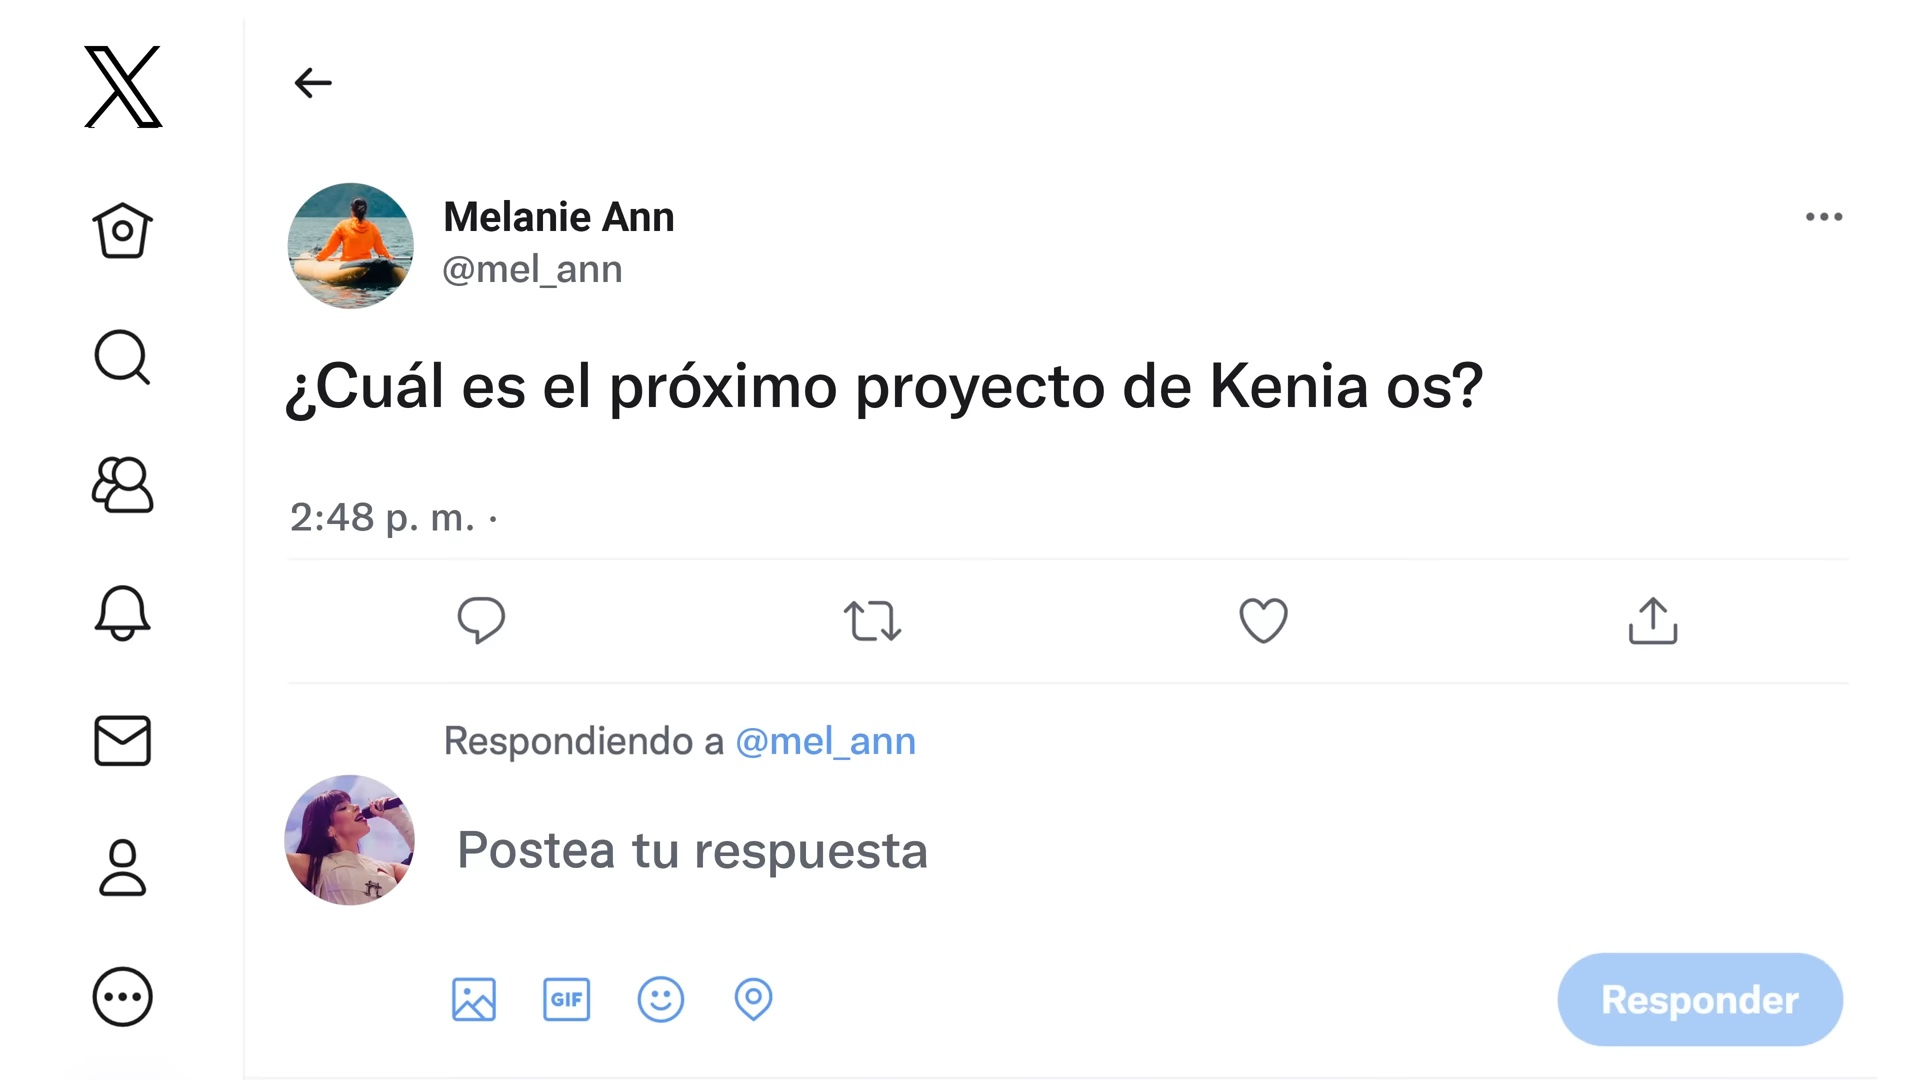 Melanie Ann
@mel_ann
¿Cuál es el próximo proyecto de Kenia os?
2:48 p. m. ·
Respondiendo a @mel_ann
Postea tu respuesta
GIF
Responder